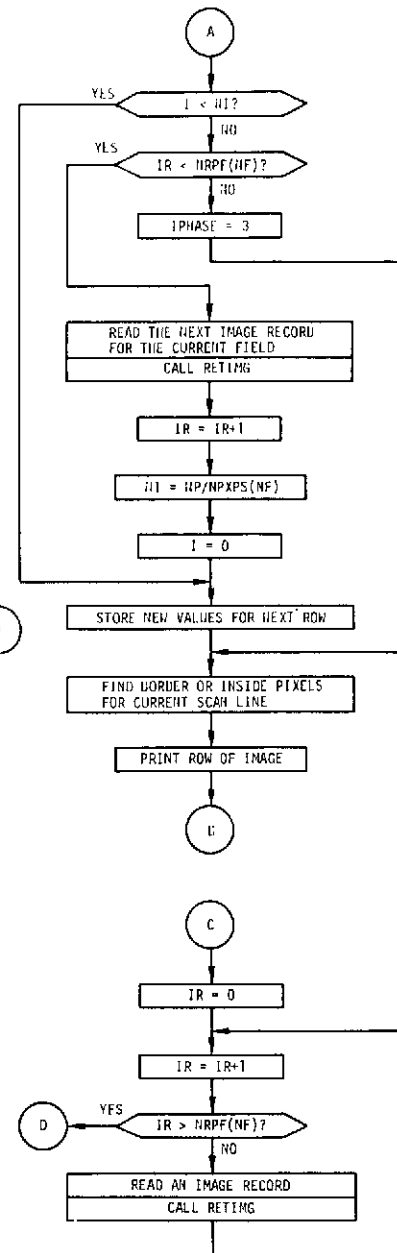 A
YES
I < NI?
NO
YES
IR < NRPF(NF)?
NO
IPHASE = 3
READ THE NEXT IMAGE RECORD
FOR THE CURRENT FIELD
CALL RETIMG
IR = IR+1
NI = NP/NPXPS(NF)
I = 0
STORE NEW VALUES FOR NEXT ROW
FIND BORDER OR INSIDE PIXELS
FOR CURRENT SCAN LINE
PRINT ROW OF IMAGE
C
IR = 0
IR = IR+1
D
YES
IR > NRPF(NF)?
NO
READ AN IMAGE RECORD
CALL RETIMG